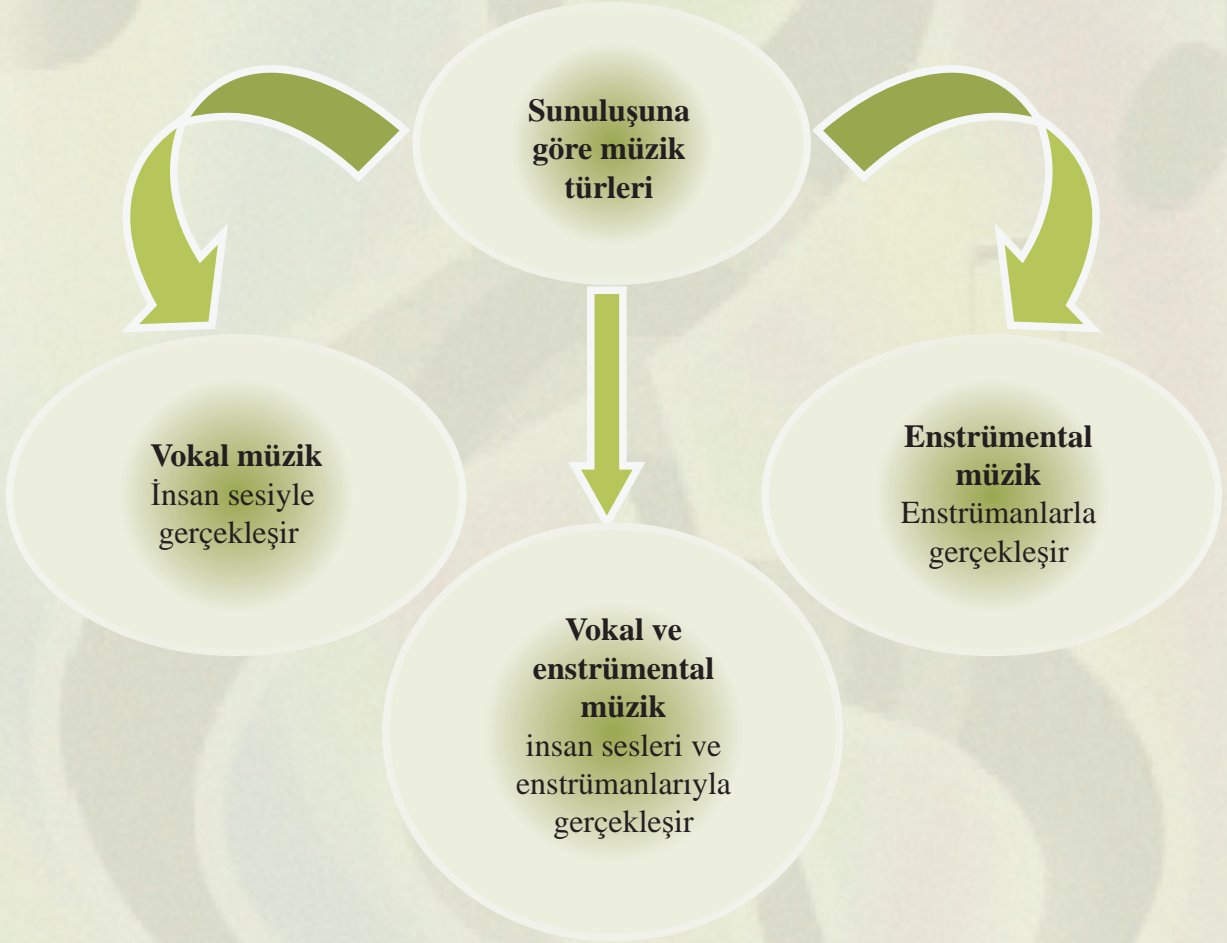 Sunuluşuna
göre müzik
türleri
Vokal müzik
İnsan sesiyle
gerçekleşir
Enstrümental
müzik
Enstrümanlarla
gerçekleşir
Vokal ve
enstrümental
müzik
insan sesleri ve
enstrümanlarıyla
gerçekleşir